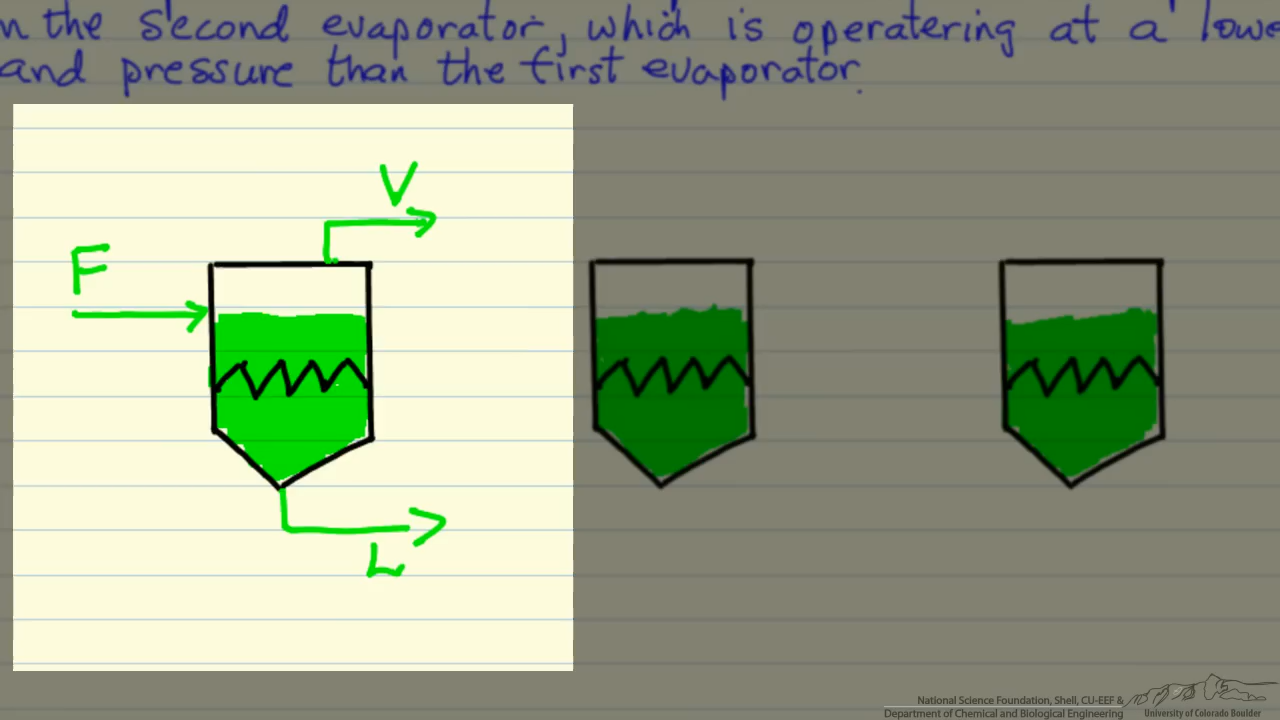 n the second evaporator, which is operatering at a lowe
and pressure than the first evaporator.
V
F
L
National Science Foundation, Shell, CU-EEF &
Department of Chemical and Biological Engineering
University of Colorado Boulder